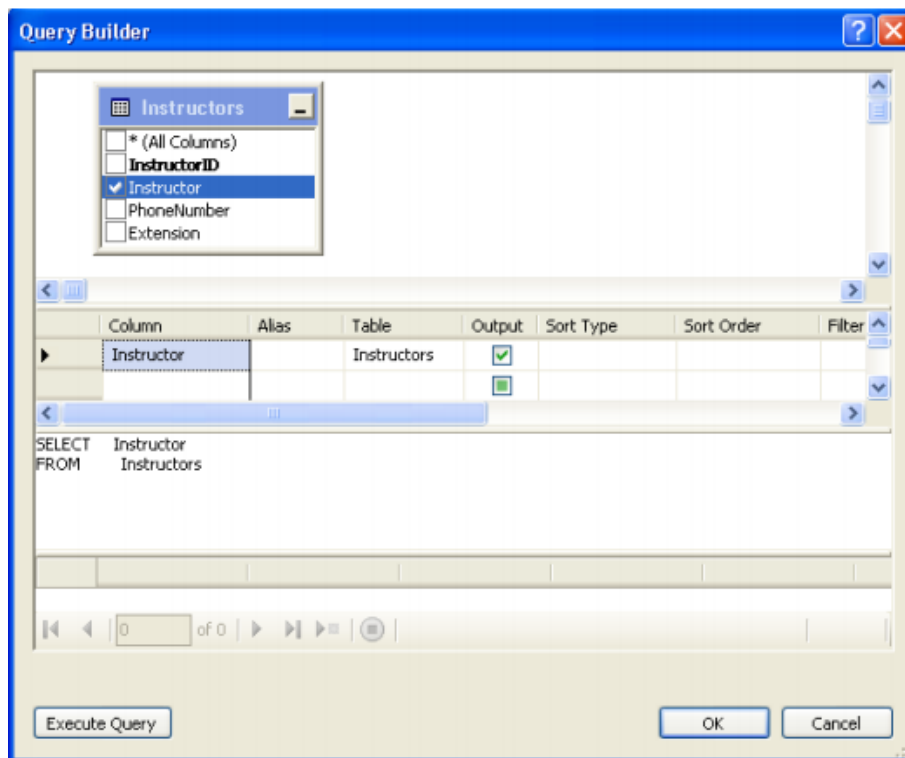 Query Builder
Instructors
* (All Columns)
InstructorID
Instructor
PhoneNumber
Extension
Column Alias Table Output Sort Type Sort Order Filter
Instructor Instructors
SELECT Instructor
FROM Instructors
0 of 0
Execute Query OK Cancel